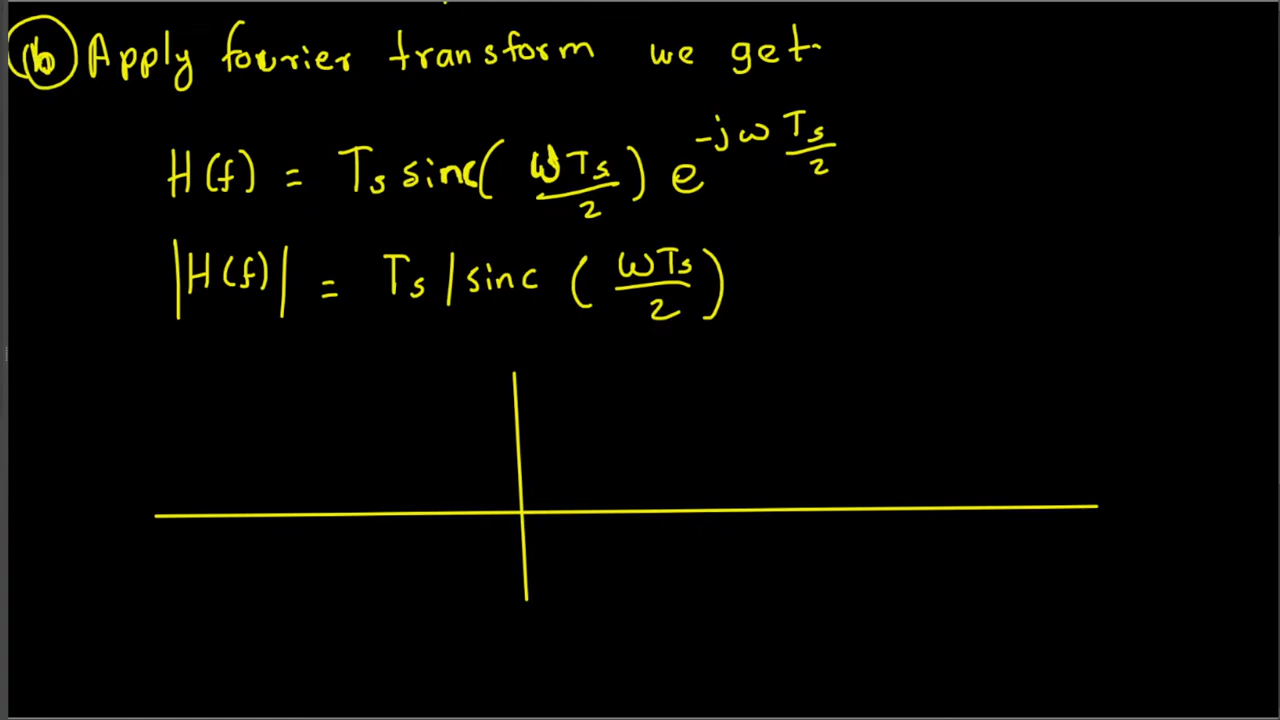 (b) Apply fourier transform we get
H(f) = Ts sinc( ωTs/2 ) e^(-jω Ts/2)
|H(f)| = Ts |sinc ( ωTs/2 )